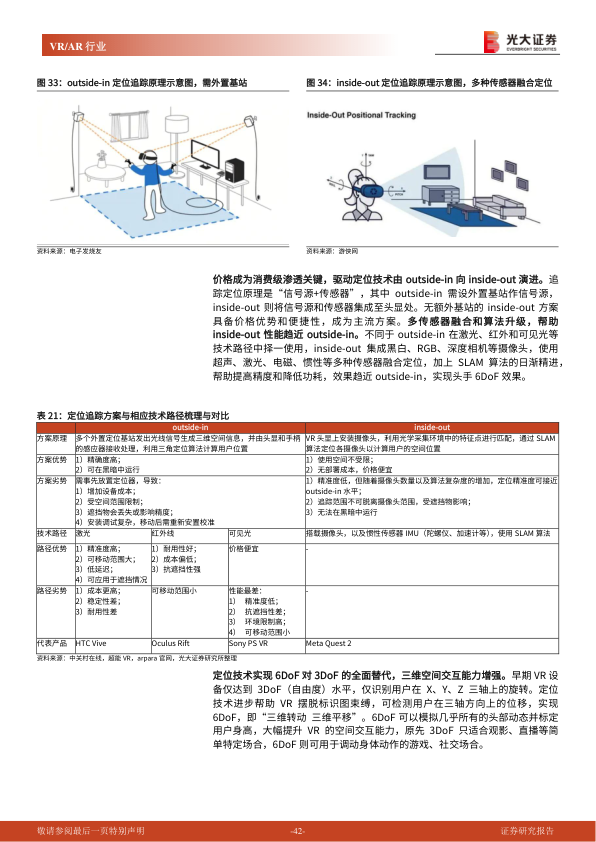 VR/AR 行业
光大证券
EVERBRIGHT SECURITIES
图 33：outside-in 定位追踪原理示意图，需外置基站
图 34：inside-out 定位追踪原理示意图，多种传感器融合定位
Inside-Out Positional Tracking
资料来源：电子发烧友
资料来源：游侠网
价格成为消费级渗透关键，驱动定位技术由 outside-in 向 inside-out 演进。追
踪定位原理是“信号源+传感器”，其中 outside-in 需设外置基站作信号源，
inside-out 则将信号源和传感器集成至头显处。无额外基站的 inside-out 方案
具备价格优势和便捷性，成为主流方案。多传感器融合和算法升级，帮助
inside-out 性能趋近 outside-in。不同于 outside-in 在激光、红外和可见光等
技术路径中择一使用，inside-out 集成黑白、RGB、深度相机等摄像头，使用
超声、激光、电磁、惯性等多种传感器融合定位，加上 SLAM 算法的日渐精进，
帮助提高精度和降低功耗，效果趋近 outside-in，实现头手 6DoF 效果。
表 21：定位追踪方案与相应技术路径梳理与对比
outside-in inside-out
方案原理 多个外置定位基站发出光线信号生成三维空间信息，并由头显和手柄 VR 头显上安装摄像头，利用光学采集环境中的特征点进行匹配，通过 SLAM
的感应器接收处理，利用三角定位算法计算用户位置 算法定位各摄像头以计算用户的空间位置
方案优势 1）精确度高； 1）使用空间不受限；
2）可在黑暗中运行 2）无部署成本，价格便宜
方案劣势 需事先放置定位器，导致： 1）精准度低，但随着摄像头数量以及算法复杂度的增加，定位精准度可接近
1）增加设备成本； outside-in 水平；
2）受空间范围限制； 2）追踪范围不可脱离摄像头范围，受遮挡物影响；
3）遮挡物会丢失或影响精度； 3）无法在黑暗中运行
4）安装调试复杂，移动后需重新安置校准
技术路径 激光 红外线 可见光 搭载摄像头，以及惯性传感器 IMU（陀螺仪、加速计等），使用 SLAM 算法
路径优势 1）精准度高； 1）耐用性好； 价格便宜 -
2）可移动范围大； 2）成本偏低；
3）低延迟； 3）抗遮挡性强
4）可应用于遮挡情况
路径劣势 1）成本更高； 可移动范围小 性能最差： -
2）稳定性差； 1） 精准度低；
3）耐用性差 2） 抗遮挡性差；
3） 环境限制高；
4） 可移动范围小
代表产品 HTC Vive Oculus Rift Sony PS VR Meta Quest 2
资料来源：中关村在线，超能 VR，arpara 官网，光大证券研究所整理
定位技术实现 6DoF 对 3DoF 的全面替代，三维空间交互能力增强。早期 VR 设
备仅达到 3DoF（自由度）水平，仅识别用户在 X、Y、Z 三轴上的旋转。定位
技术进步帮助 VR 摆脱标识图束缚，可检测用户在三轴方向上的位移，实现
6DoF，即“三维转动 三维平移”。6DoF 可以模拟几乎所有的头部动态并标定
用户身高，大幅提升 VR 的空间交互能力，原先 3DoF 只适合观影、直播等简
单特定场合，6DoF 则可用于调动身体动作的游戏、社交场合。
敬请参阅最后一页特别声明 -42- 证券研究报告